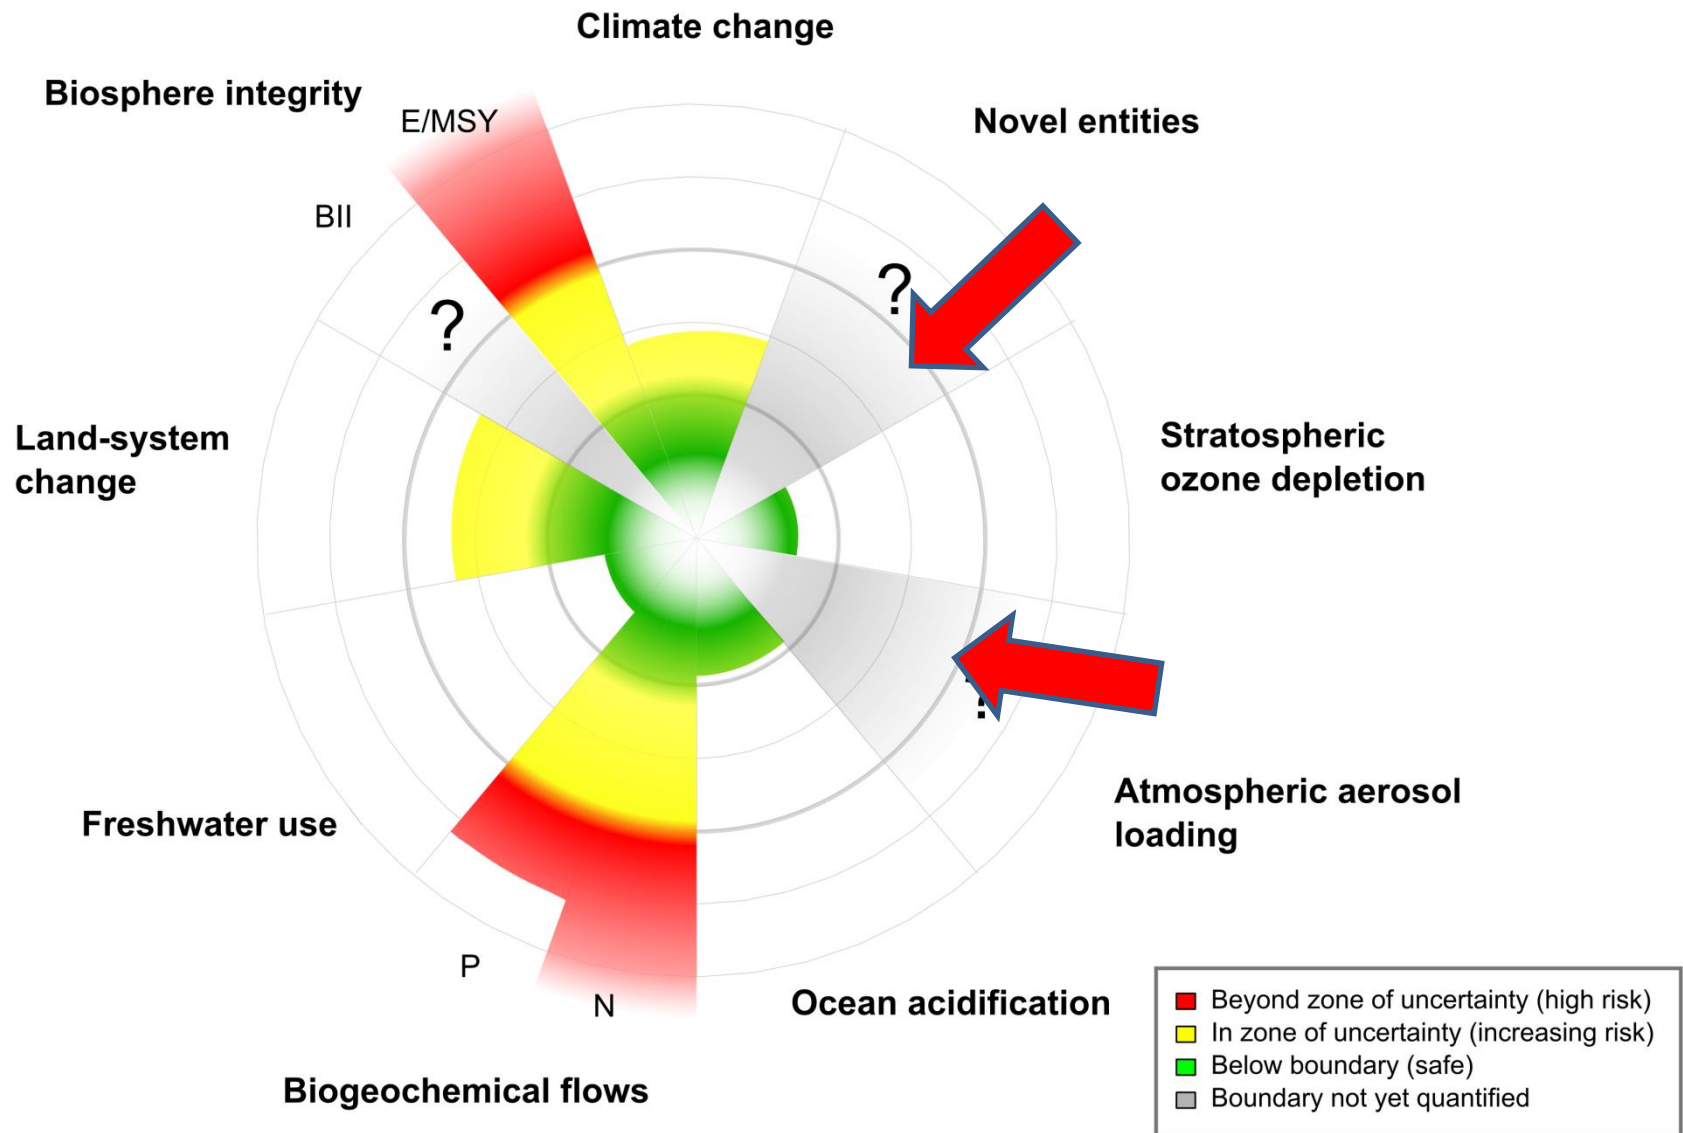 Climate change
Biosphere integrity
E/MSY
Novel entities
BII
?
?
Land-system
change
Stratospheric
ozone depletion
?
Atmospheric aerosol
loading
Freshwater use
P
N
Ocean acidification
Biogeochemical flows
Beyond zone of uncertainty (high risk)
In zone of uncertainty (increasing risk)
Below boundary (safe)
Boundary not yet quantified